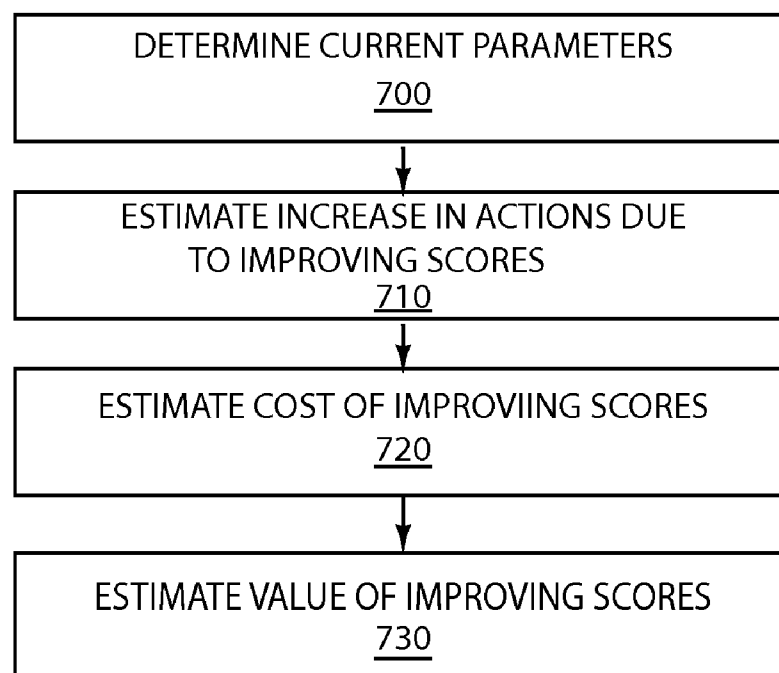 DETERMINE CURRENT PARAMETERS
700
ESTIMATE INCREASE IN ACTIONS DUE
TO IMPROVING SCORES
710
ESTIMATE COST OF IMPROVIING SCORES
720
ESTIMATE VALUE OF IMPROVING SCORES
730